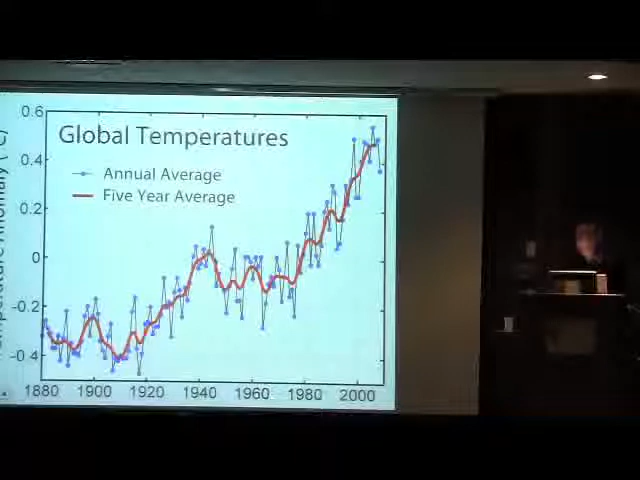 Global Temperatures
Annual Average
Five Year Average
0.6
0.4
0.2
0
-0.2
-0.4
1880 1900 1920 1940 1960 1980 2000